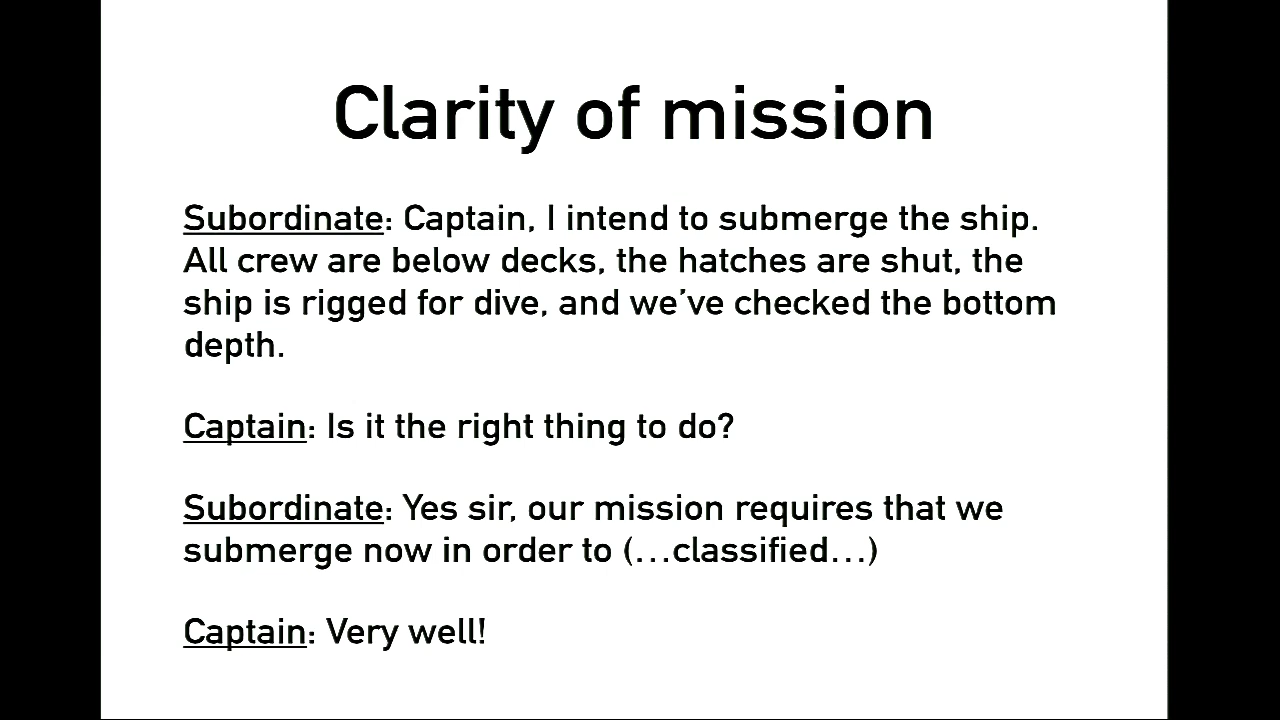 Clarity of mission
Subordinate: Captain, I intend to submerge the ship.
All crew are below decks, the hatches are shut, the
ship is rigged for dive, and we’ve checked the bottom
depth.
Captain: Is it the right thing to do?
Subordinate: Yes sir, our mission requires that we
submerge now in order to (...classified...)
Captain: Very well!